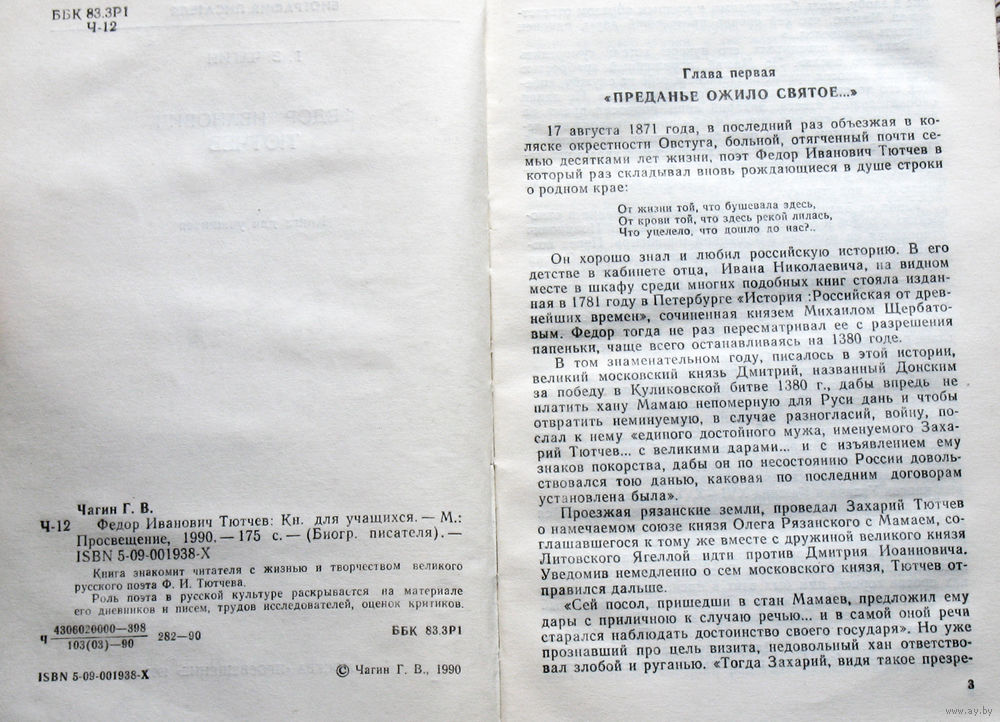 ББК 83.3Р1
Ч-12
Чагин Г. В.
Ч-12 Федор Иванович Тютчев: Кн. для учащихся. — М.:
Просвещение, 1990. — 175 с. — (Биогр. писателя). —
ISBN 5-09-001938-X
Книга знакомит читателя с жизнью и творчеством великого
русского поэта Ф. И. Тютчева.
Роль поэта в русской культуре раскрывается на материале
его дневников и писем, трудов исследователей, оценок критиков.
Ч 4306020000—398
103(03)—90
282—90
ББК 83.3Р1
ISBN 5-09-001938-X
© Чагин Г. В., 1990
Глава первая
«ПРЕДАНЬЕ ОЖИЛО СВЯТОЕ...»
17 августа 1871 года, в последний раз объезжая в ко-
ляске окрестности Овстуга, больной, отягченный почти се-
мью десятками лет жизни, поэт Федор Иванович Тютчев в
который раз складывал вновь рождающиеся в душе строки
о родном крае:
От жизни той, что бушевала здесь,
От крови той, что здесь рекой лилась,
Что уцелело, что дошло до нас?..
Он хорошо знал и любил российскую историю. В его
детстве в кабинете отца, Ивана Николаевича, на видном
месте в шкафу среди многих подобных книг стояла издан-
ная в 1781 году в Петербурге «История :Российская от древ-
нейших времен», сочиненная князем Михаилом Щербато-
вым. Федор тогда не раз пересматривал ее с разрешения
папеньки, чаще всего останавливаясь на 1380 годе.
В том знаменательном году, писалось в этой истории,
великий московский князь Дмитрий, названный Донским
за победу в Куликовской битве 1380 г., дабы впредь не
платить хану Мамаю непомерную для Руси дань и чтобы
отвратить неминуемую, в случае разногласий, войну, по-
слал к нему «единого достойного мужа, именуемого Заха-
рий Тютчев... с великими дарами... и с изъявлением ему
знаков покорства, дабы он по несостоянию России доволь-
ствовался тою данью, каковая по последним договорам
установлена была».
Проезжая рязанские земли, проведал Захарий Тютчев
о намечаемом союзе князя Олега Рязанского с Мамаем, со-
глашавшегося к тому же вместе с дружиной великого князя
Литовского Ягеллой идти против Дмитрия Иоанновича.
Уведомив немедленно о сем московского князя, Тютчев от-
правился дальше.
«Сей посол, пришедши в стан Мамаев, предложил ему
дары с приличною к случаю речью... и в самой оной речи
старался наблюдать достоинство своего государя». Но уже
прознавший про цель визита, недовольный хан ответство-
вал злобой и руганью. «Тогда Захарий, видя такое презре-
3
www.ay.by